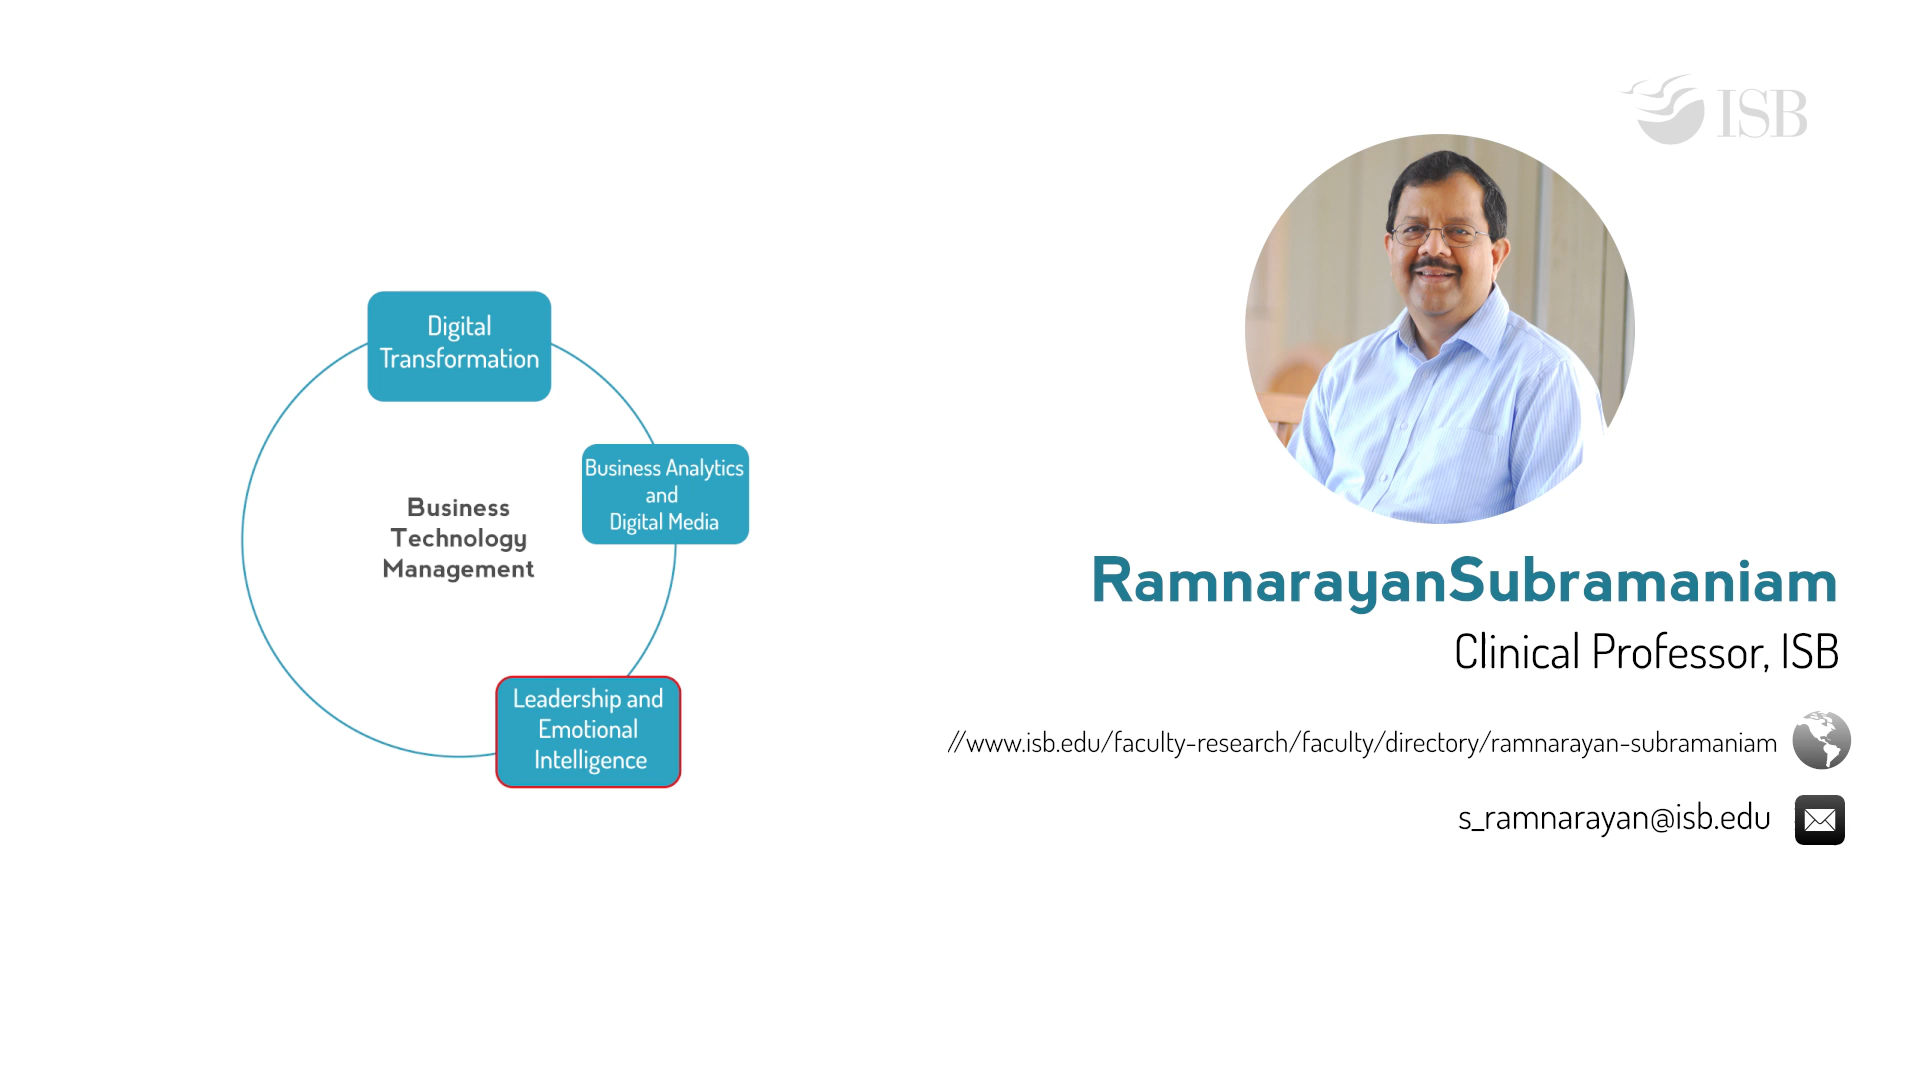 ISB
Digital
Transformation
Business Analytics
and
Digital Media
Business
Technology
Management
Leadership and
Emotional
Intelligence
RamnarayanSubramaniam
Clinical Professor, ISB
//www.isb.edu/faculty-research/faculty/directory/ramnarayan-subramaniam
s_ramnarayan@isb.edu